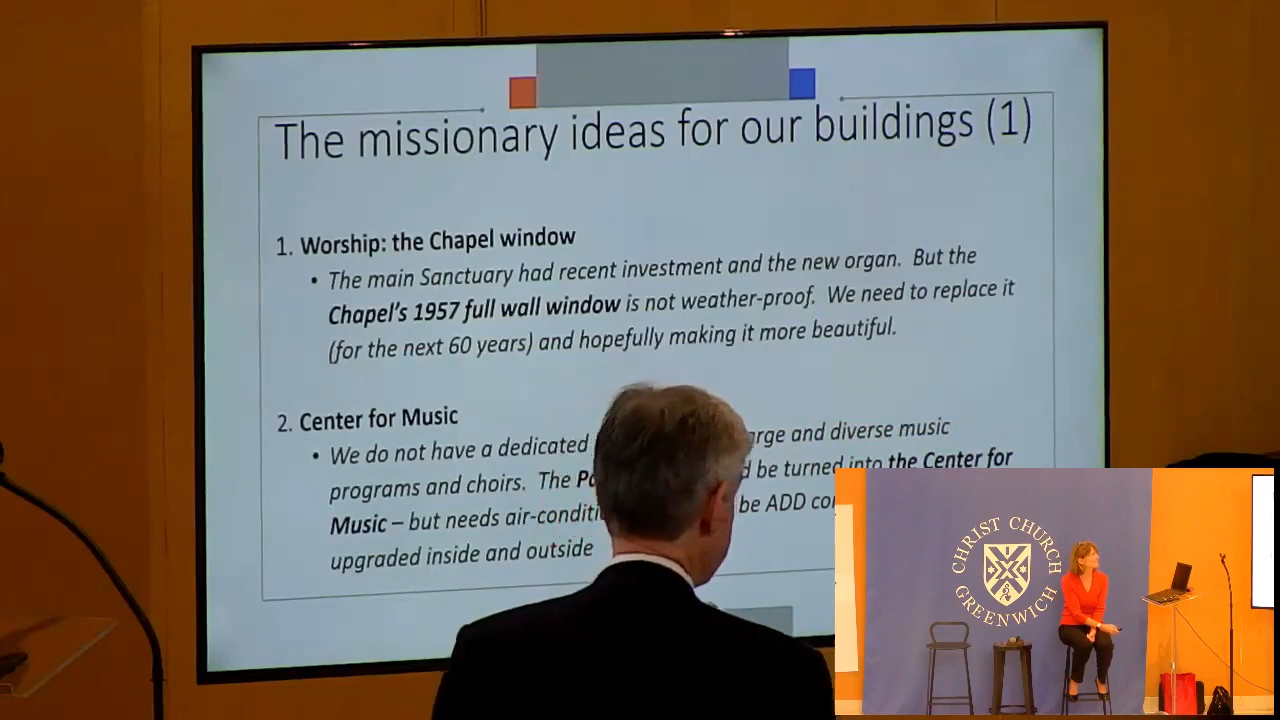 The missionary ideas for our buildings (1)
1. Worship: the Chapel window
• The main Sanctuary had recent investment and the new organ. But the
Chapel's 1957 full wall window is not weather-proof. We need to replace it
(for the next 60 years) and hopefully making it more beautiful.
2. Center for Music
• We do not have a dedicated and diverse music
programs and choirs. The be turned into the Center for
Music – but needs be ADD
upgraded inside and outside
CHRIST CHURCH
GREENWICH